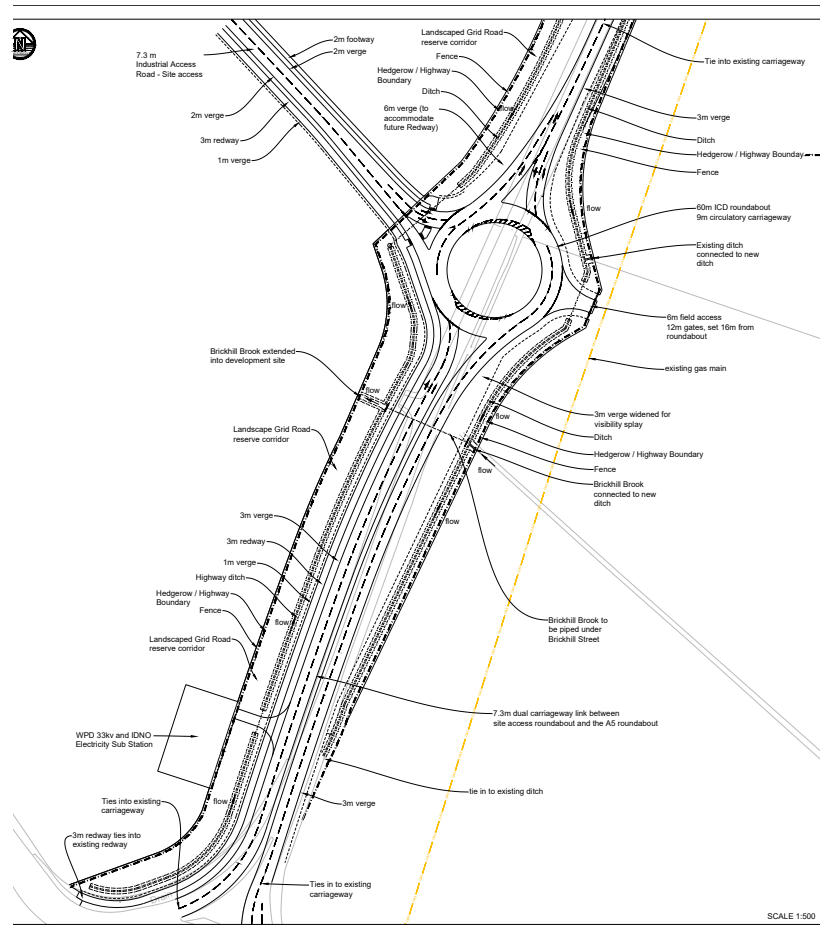 N
7.3 m
Industrial Access
Road - Site access
2m footway
2m verge
2m verge
3m redway
1m verge
Landscaped Grid Road
reserve corridor
Fence
Hedgerow / Highway
Boundary
Ditch
6m verge (to
accommodate
future Redway)
flow
Tie into existing carriageway
3m verge
Ditch
Hedgerow / Highway Bounday
Fence
flow
60m ICD roundabout
9m circulatory carriageway
Existing ditch
connected to new
ditch
6m field access
12m gates, set 16m from
roundabout
existing gas main
flow
Brickhill Brook extended
into development site
flow
3m verge widened for
visibility splay
flow
Ditch
Hedgerow / Highway Boundary
Fence
flow
Brickhill Brook
connected to new
ditch
Landscape Grid Road
reserve corridor
flow
3m verge
3m redway
1m verge
Highway ditch
Hedgerow / Highway
Boundary
Fence
flow
Landscaped Grid Road
reserve corridor
Brickhill Brook to
be piped under
Brickhill Street
7.3m dual carriageway link between
site access roundabout and the A5 roundabout
WPD 33kv and IDNO
Electricity Sub Station
tie in to existing ditch
flow
3m verge
Ties into existing
carriageway
3m redway ties into
existing redway
Ties in to existing
carriageway
SCALE 1:500